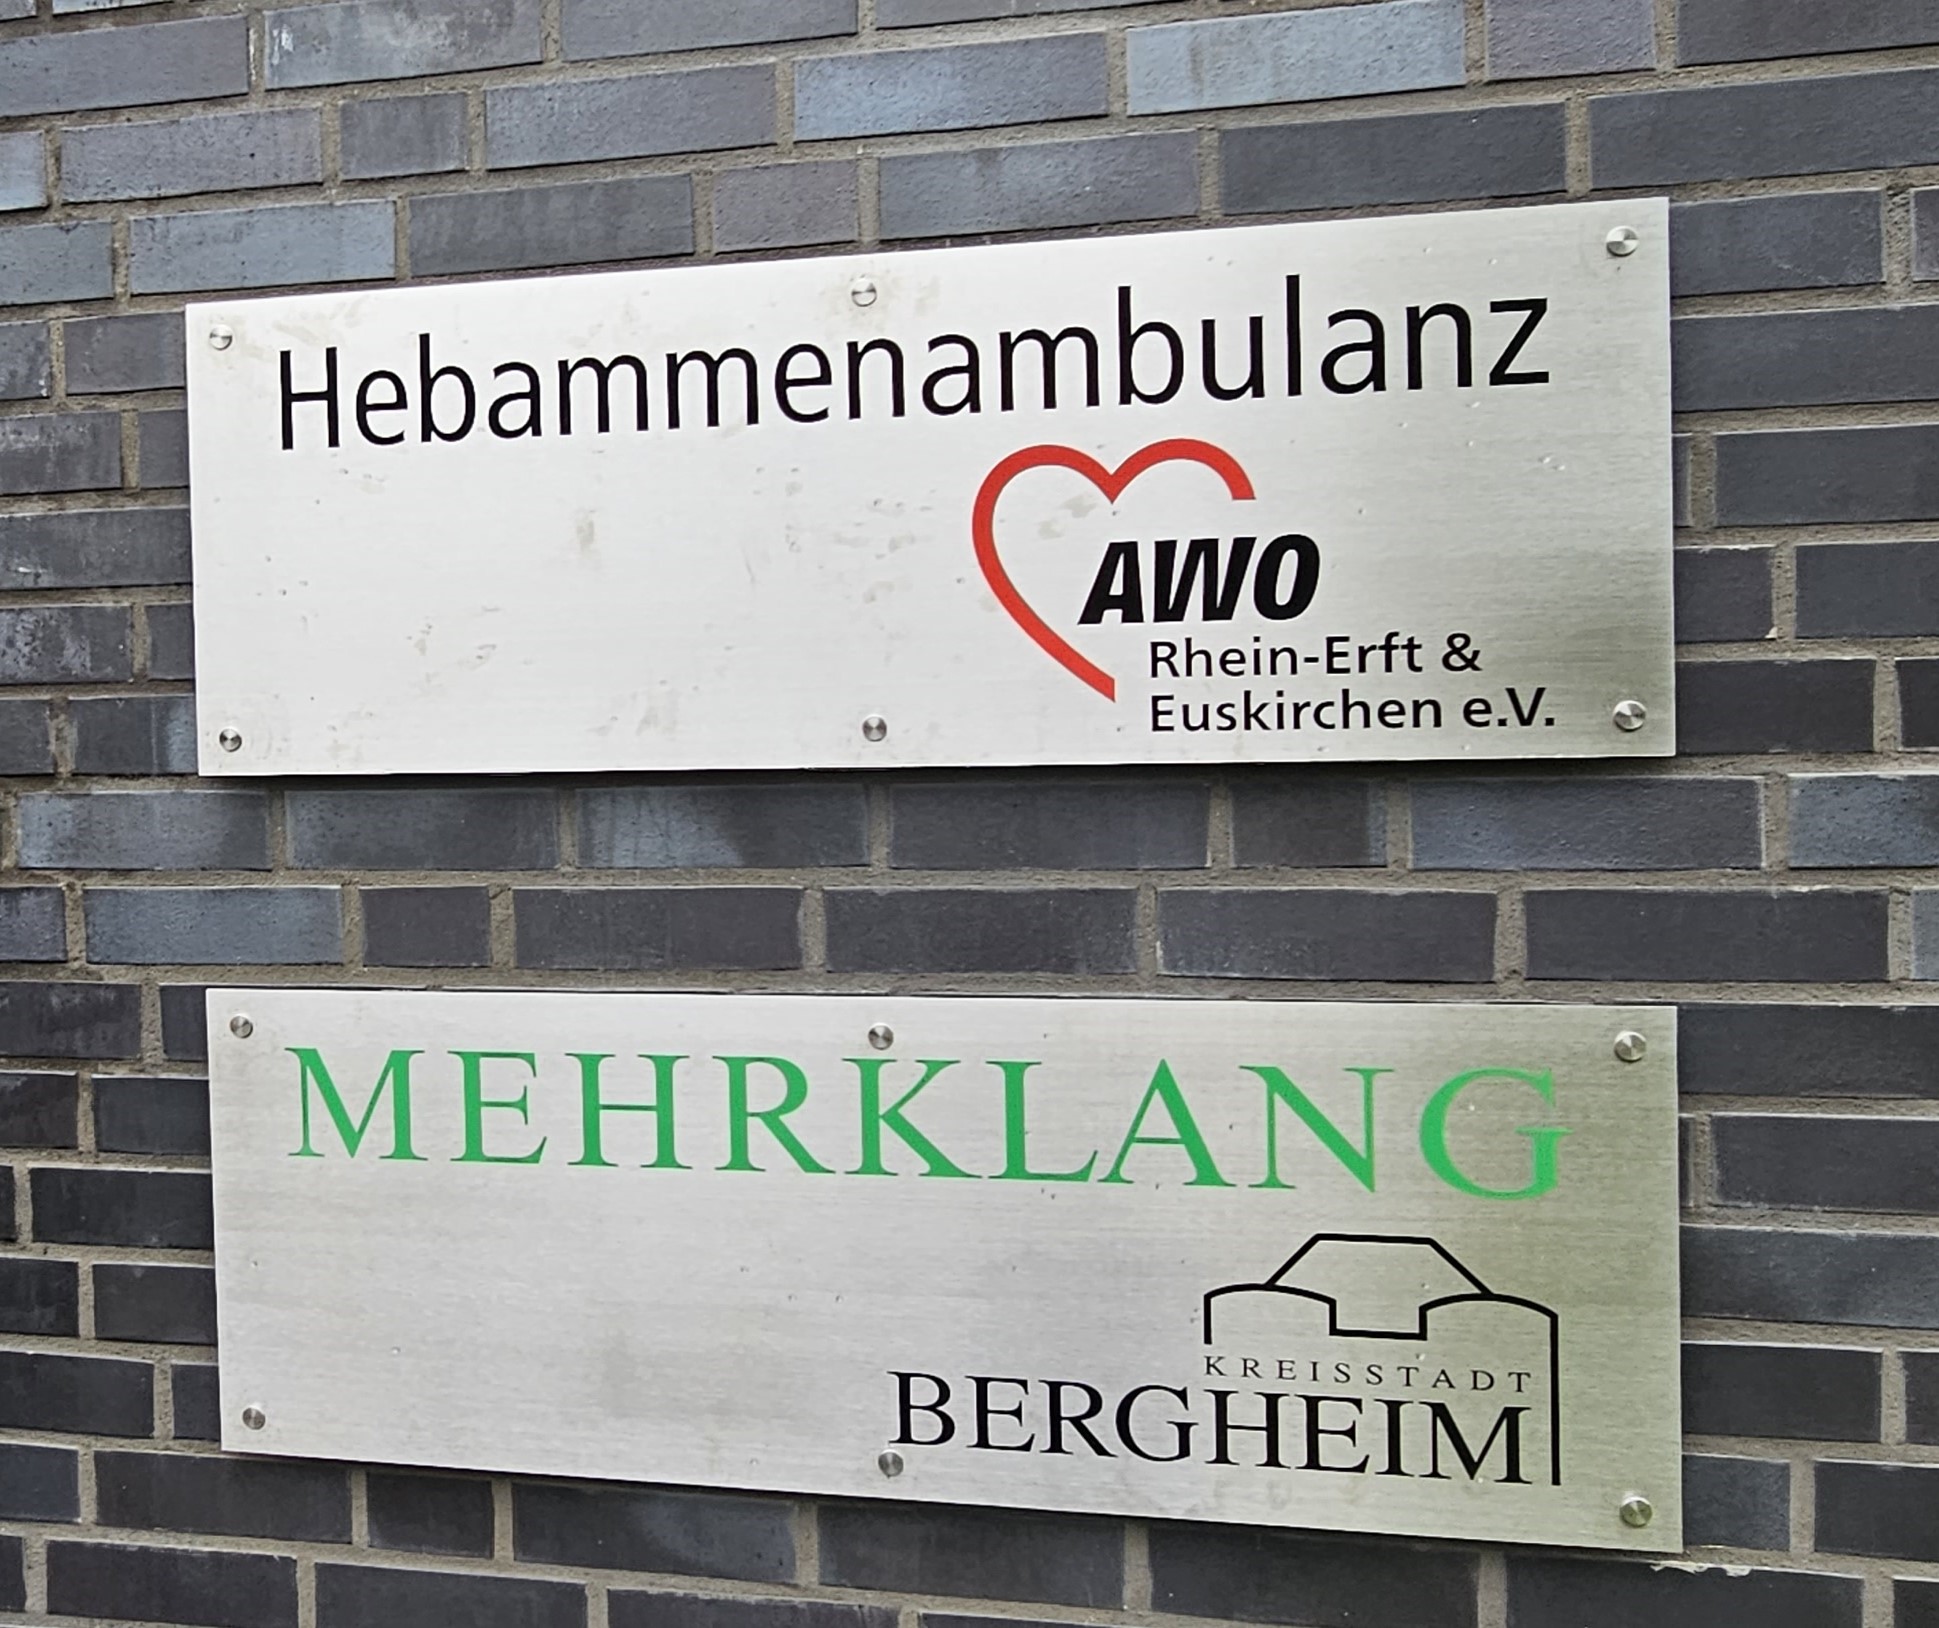 Hebammenambulanz
AWO
Rhein-Erft &
Euskirchen e.V.
MEHRKLANG
KREISSTADT
BERGHEIM